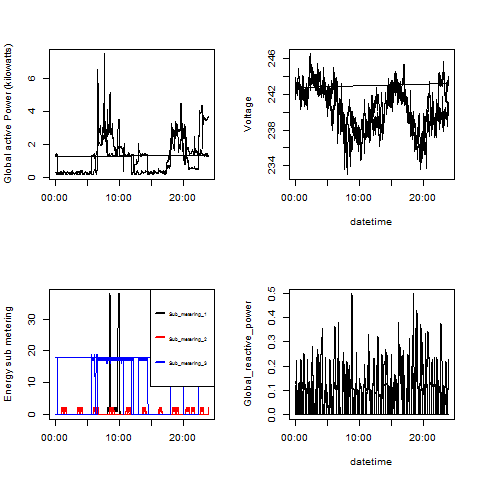 Global active Power (kilowatts)
6
4
2
0
00:00 10:00 20:00
Voltage
246
242
238
234
00:00 10:00 20:00
datetime
Energy sub metering
30
20
10
0
Sub_metering_1
Sub_metering_2
Sub_metering_3
00:00 10:00 20:00
Global_reactive_power
0.5
0.4
0.3
0.2
0.1
0.0
00:00 10:00 20:00
datetime